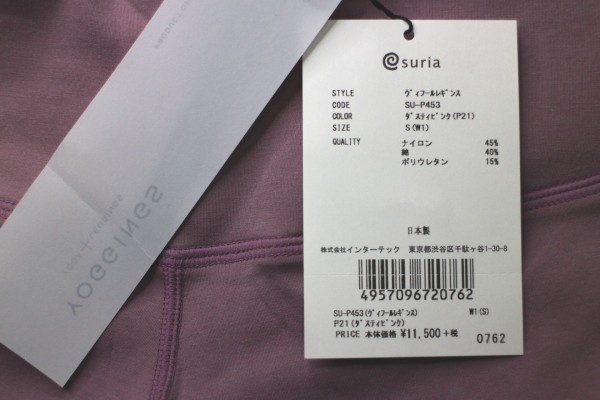 suria
STYLE ヴィフールレギンス
CODE SU-P453
COLOR ダスティピンク(P21)
SIZE S(W1)
QUALITY ナイロン 45%
綿 40%
ポリウレタン 15%
日本製
株式会社インターテック 東京都渋谷区千駄ヶ谷1-30-8
4957096720762
SU-P453(ヴィフールレギンス) W1(S)
P21(ダスティピンク)
PRICE 本体価格 ¥11,500+税 0762
YOGGINGS